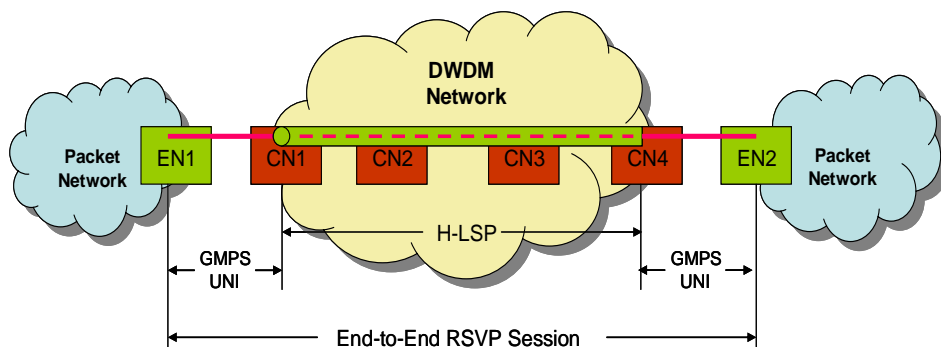 DWDM
Network
Packet
Network
EN1
CN1
CN2
CN3
CN4
EN2
Packet
Network
H-LSP
GMPS
UNI
GMPS
UNI
End-to-End RSVP Session